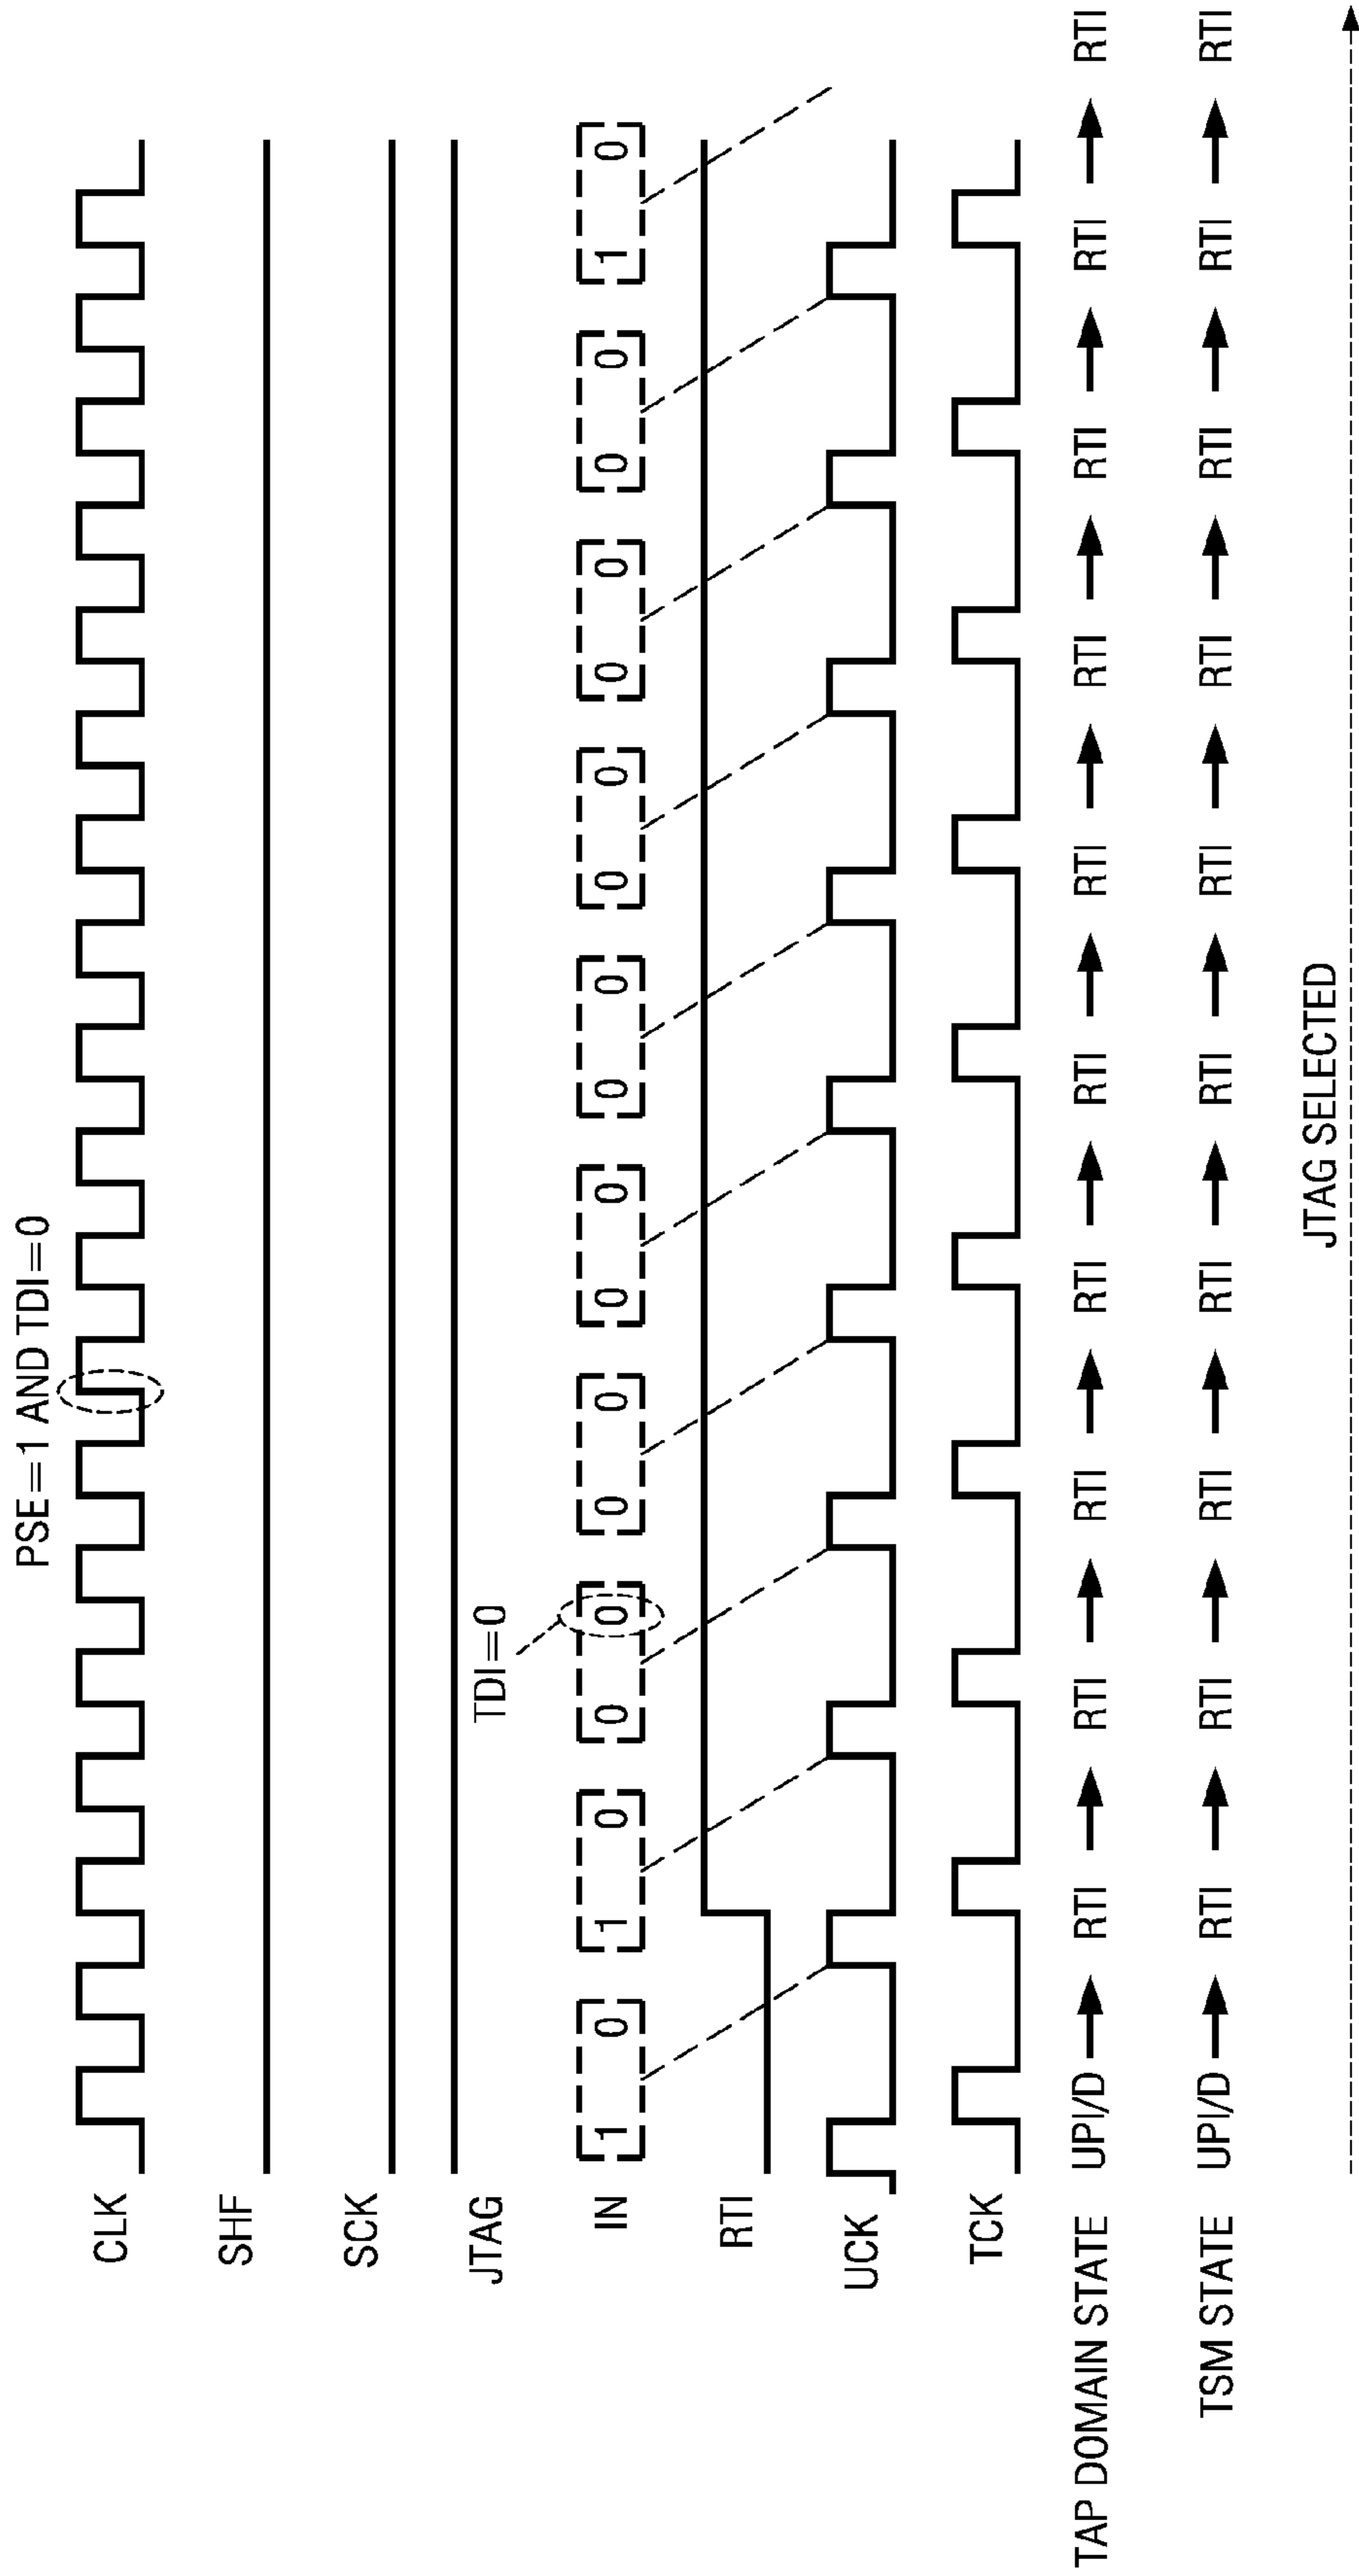 PSE=1 AND TDI=0
CLK
SHF
SCK
JTAG
TDI=0
IN 1 0 1 0 0 0 0 0 0 0 0 0 0 0 0 0 0 0 1 0
RTI
UCK
TCK
TAP DOMAIN STATE UPI/D RTI RTI RTI RTI RTI RTI RTI RTI RTI RTI
TSM STATE UPI/D RTI RTI RTI RTI RTI RTI RTI RTI RTI RTI
JTAG SELECTED